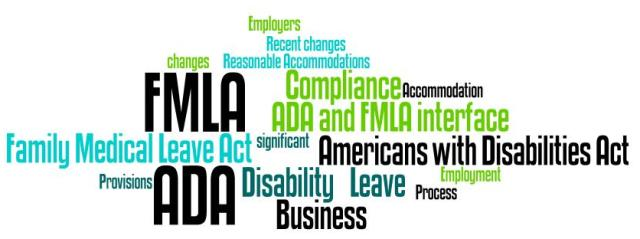 Employers
Recent changes
changes Reasonable Accommodations
FMLA Compliance Accommodation
ADA and FMLA interface
Family Medical Leave Act significant Americans with Disabilities Act
Provisions ADA Disability Leave Employment
Process
Business